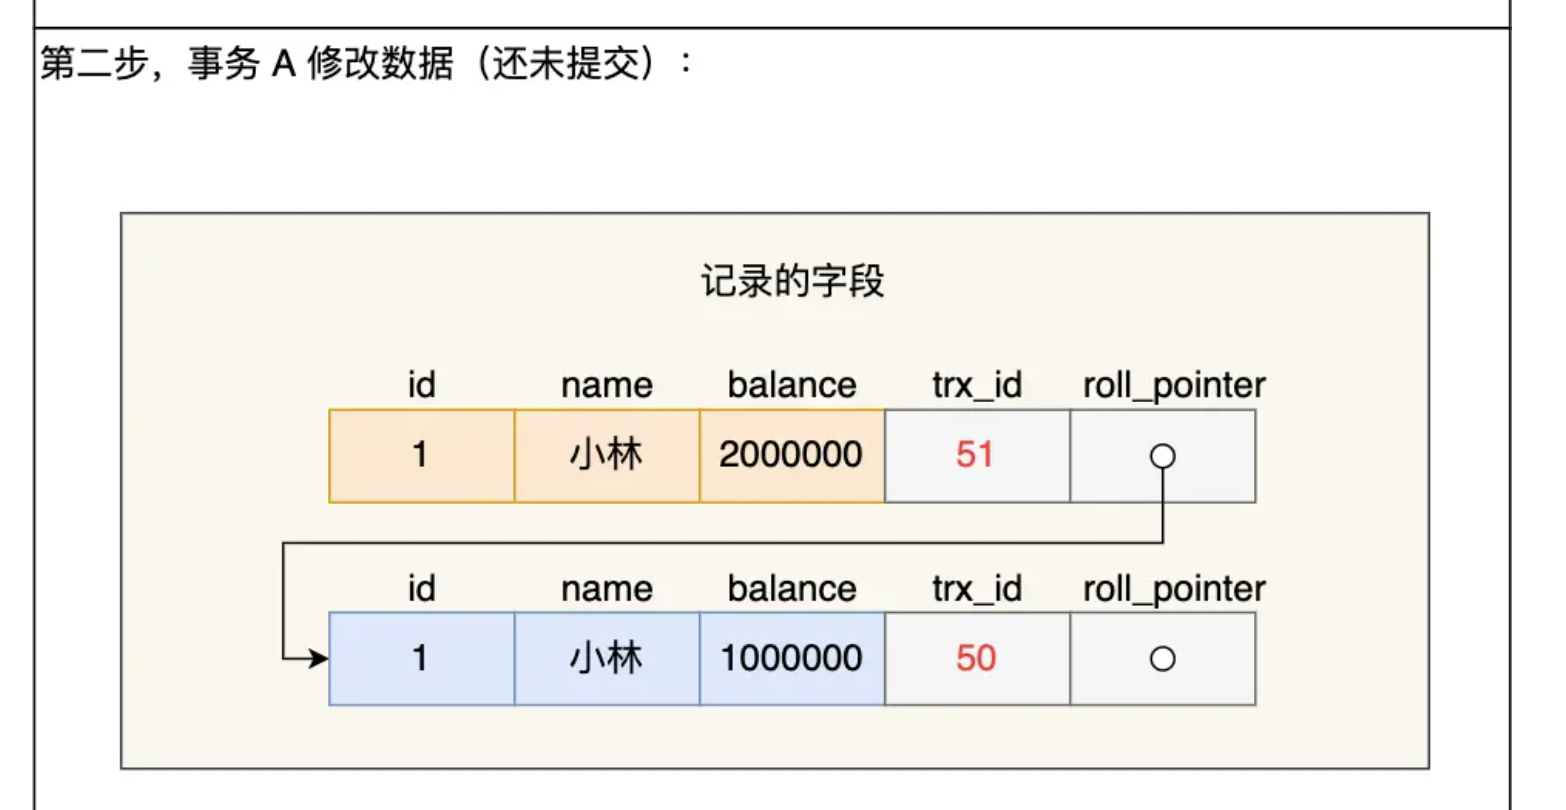 第二步，事务 A 修改数据（还未提交）：
记录的字段
id name balance trx_id roll_pointer
1 小林 2000000 51
id name balance trx_id roll_pointer
1 小林 1000000 50